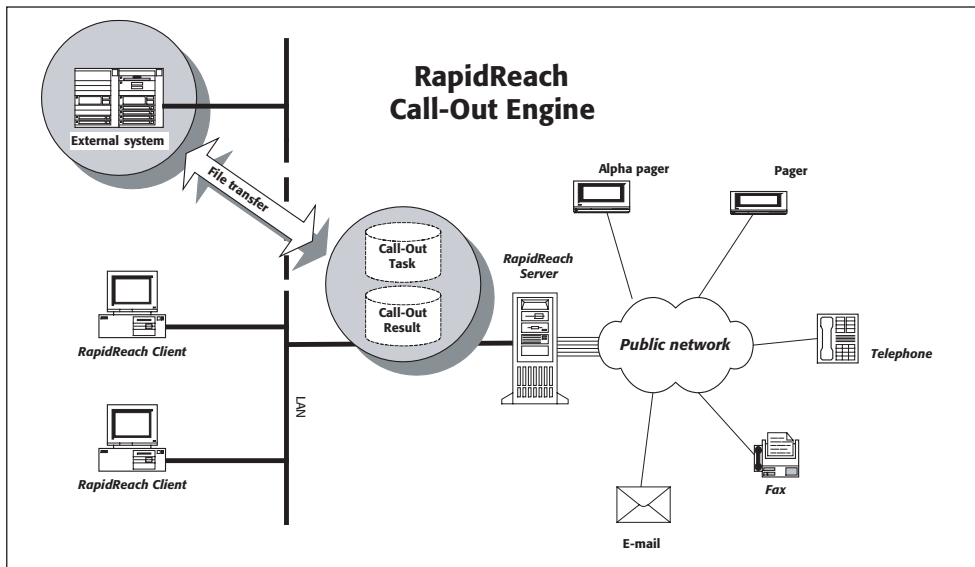 RapidReach
Call-Out Engine
External system
File transfer
Call-Out
Task
Call-Out
Result
RapidReach
Server
Alpha pager
Pager
Public network
Telephone
RapidReach Client
LAN
RapidReach Client
Fax
E-mail